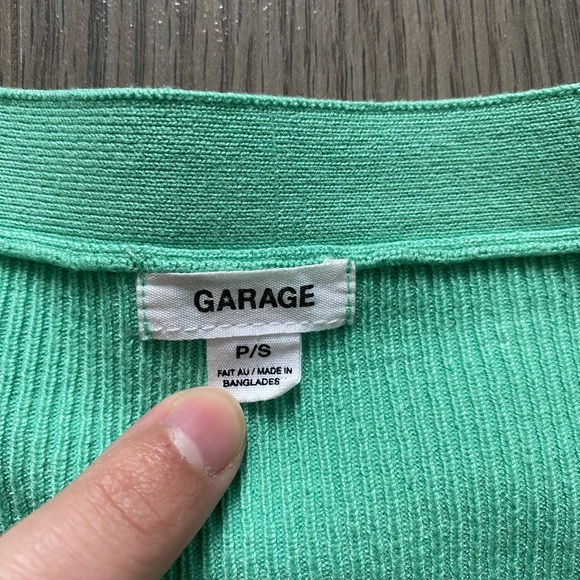 GARAGE
P/S
FAIT AU / MADE IN
BANGLADES